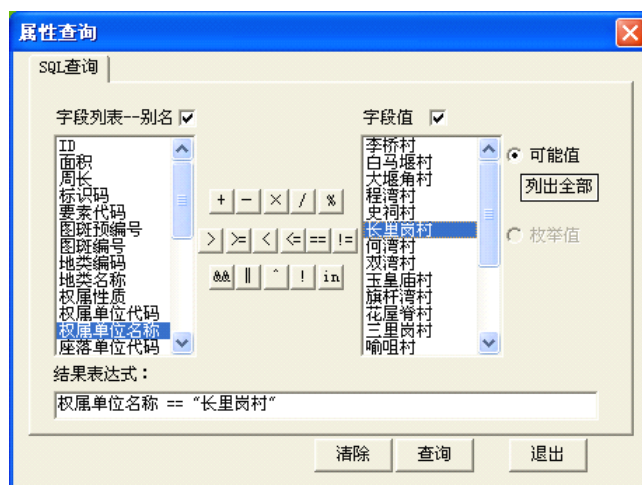 属性查询
SQL查询
字段列表--别名
ID
面积
周长
标识码
要素代码
图斑预编号
图斑编号
地类编码
地类名称
权属性质
权属单位代码
权属单位名称
座落单位代码
+ - × / %
> >= < <= == !=
&& || ^ ! in
字段值
李桥村
白马堰村
大堰角村
程湾村
史祠村
长里岗村
何湾村
双湾村
玉皇庙村
旗杆湾村
花屋脊村
三里岗村
喻咀村
可能值
列出全部
枚举值
结果表达式：
权属单位名称 == "长里岗村"
清除 查询 退出